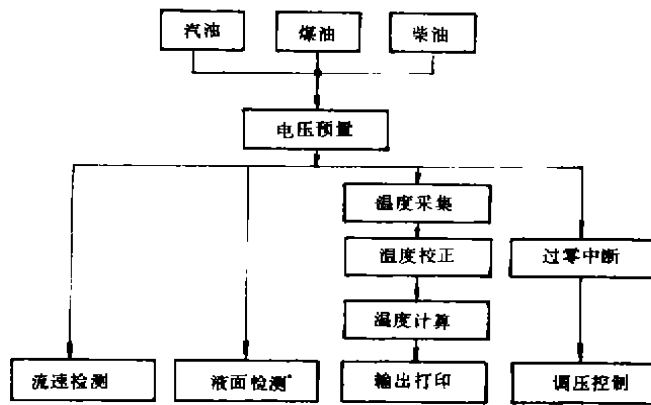 汽油
煤油
柴油
电压预量
温度采集
温度校正
过零中断
温度计算
流速检测
液面检测
输出打印
调压控制